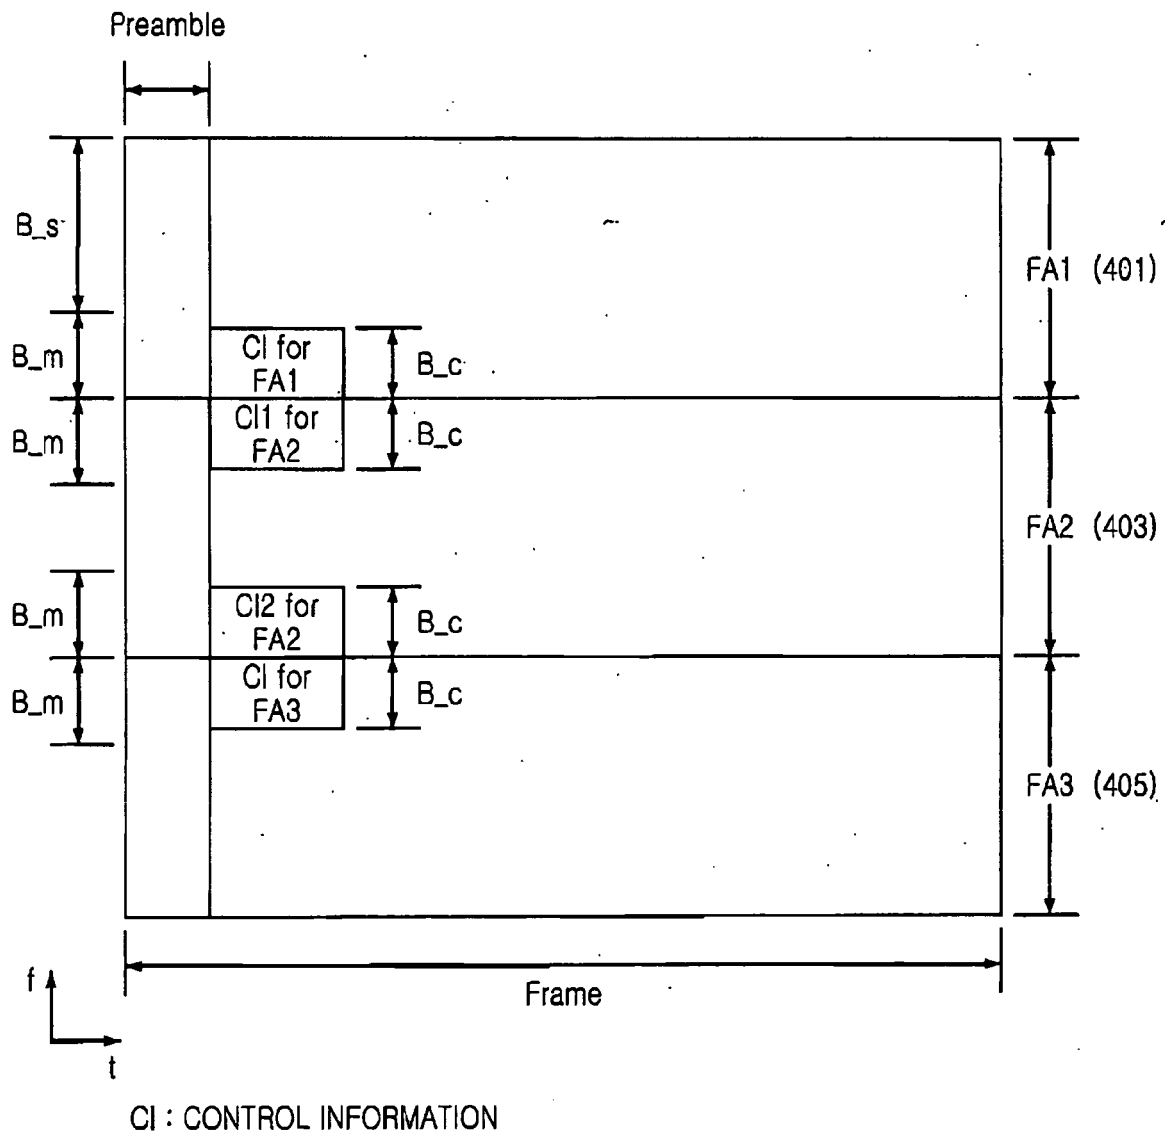 Preamble
B_s
FA1 (401)
B_m
CI for
FA1
B_c
B_m
CI1 for
FA2
B_c
FA2 (403)
B_m
CI2 for
FA2
B_c
B_m
CI for
FA3
B_c
FA3 (405)
f
Frame
t
CI : CONTROL INFORMATION